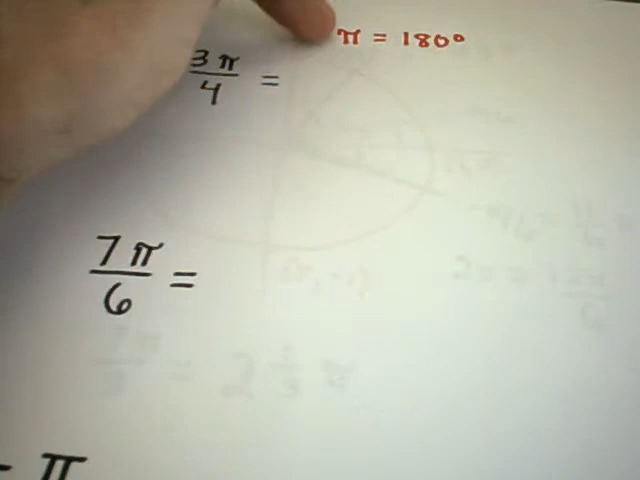 π = 180°
3π/4 =
7π/6 =
- π